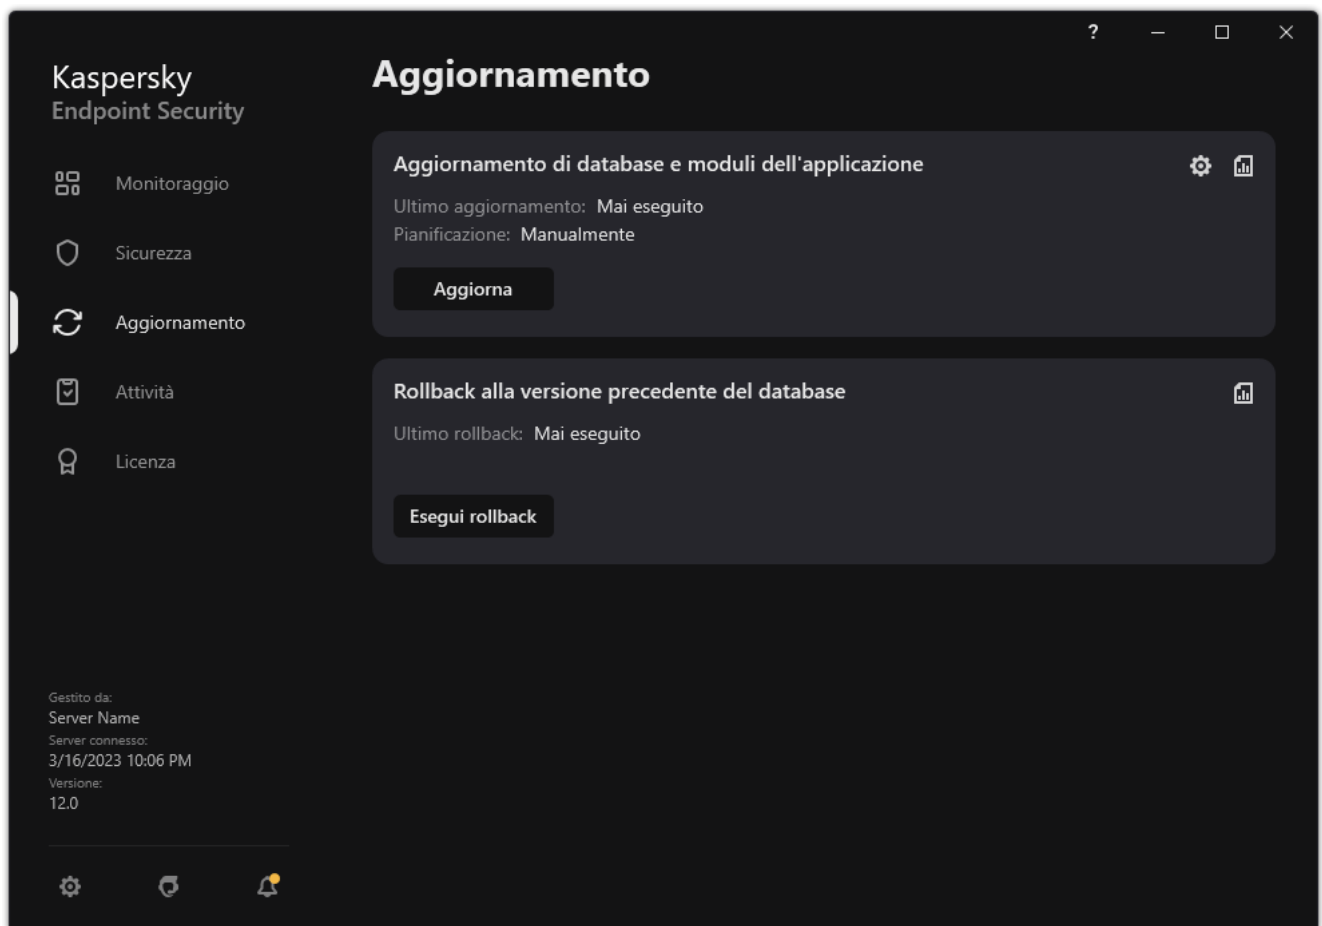 ?
Kaspersky
Endpoint Security
Monitoraggio
Sicurezza
Aggiornamento
Attività
Licenza
Gestito da:
Server Name
Server connesso:
3/16/2023 10:06 PM
Versione:
12.0
Aggiornamento
Aggiornamento di database e moduli dell'applicazione
Ultimo aggiornamento: Mai eseguito
Pianificazione: Manualmente
Aggiorna
Rollback alla versione precedente del database
Ultimo rollback: Mai eseguito
Esegui rollback